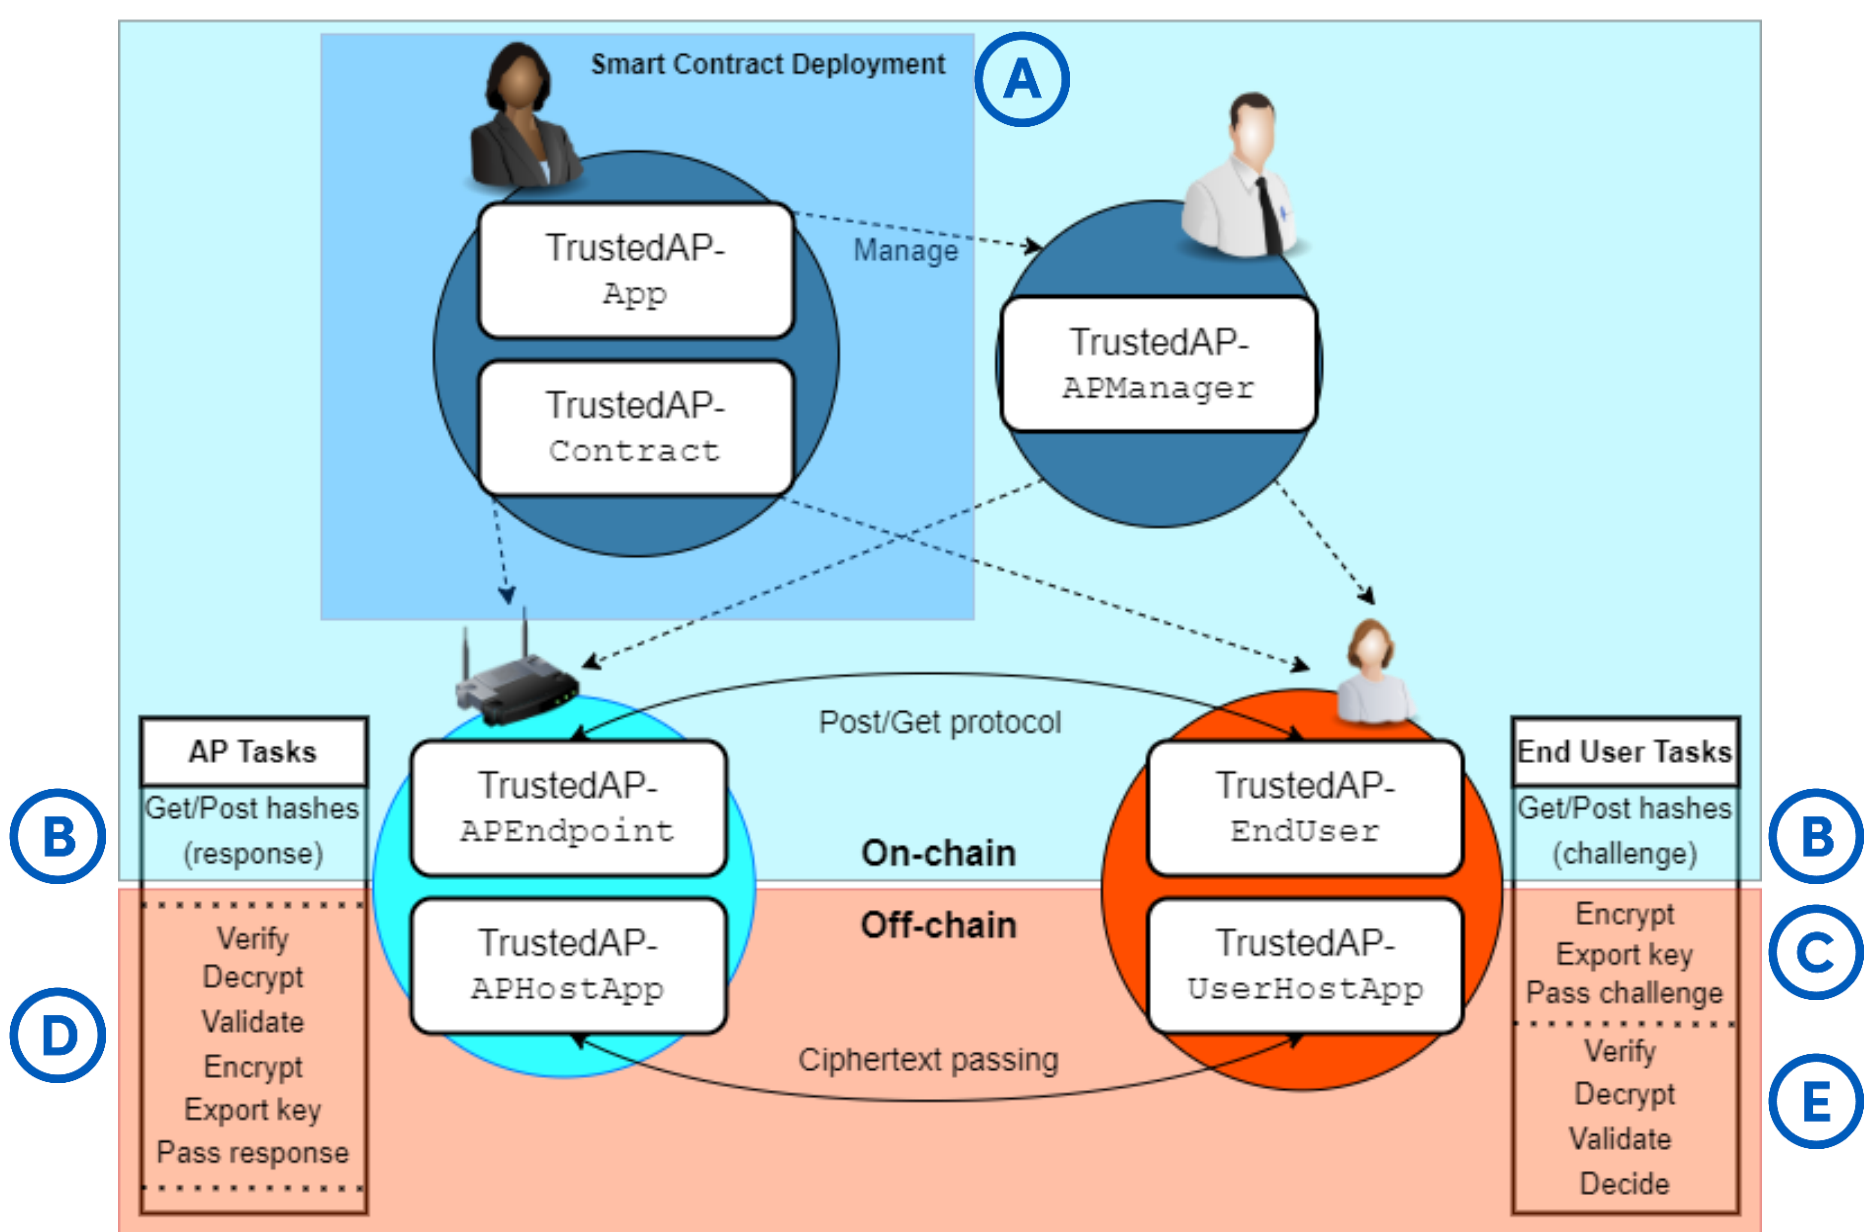 Smart Contract Deployment
A
TrustedAP-
App
Manage
TrustedAP-
Contract
TrustedAP-
APManager
Post/Get protocol
AP Tasks
Get/Post hashes
(response)
B
TrustedAP-
APEndpoint
On-chain
TrustedAP-
EndUser
End User Tasks
Get/Post hashes
(challenge)
B
Verify
Decrypt
Validate
Encrypt
Export key
Pass response
D
TrustedAP-
APHostApp
Off-chain
Ciphertext passing
TrustedAP-
UserHostApp
Encrypt
Export key
Pass challenge
C
Verify
Decrypt
Validate
Decide
E